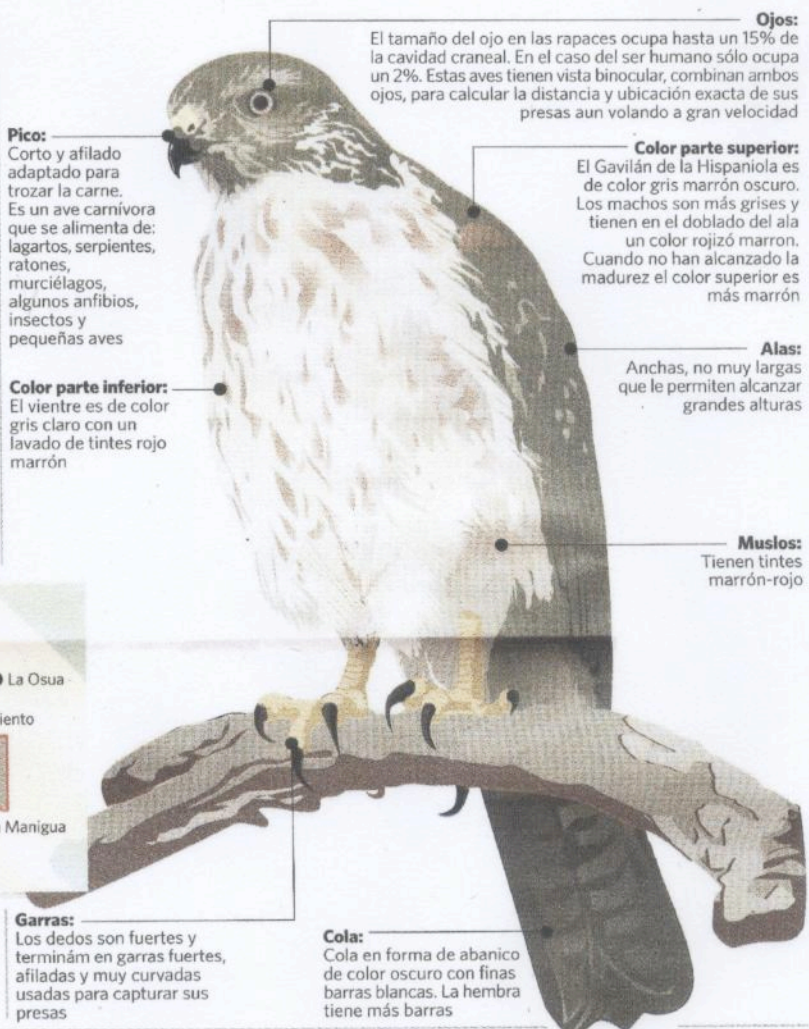 Ojos:
El tamaño del ojo en las rapaces ocupa hasta un 15% de
la cavidad craneal. En el caso del ser humano sólo ocupa
un 2%. Estas aves tienen vista binocular, combinan ambos
ojos, para calcular la distancia y ubicación exacta de sus
presas aun volando a gran velocidad
Pico:
Corto y afilado
adaptado para
trozar la carne.
Es un ave carnívora
que se alimenta de:
lagartos, serpientes,
ratones,
murciélagos,
algunos anfibios,
insectos y
pequeñas aves
Color parte superior:
El Gavilán de la Hispaniola es
de color gris marrón oscuro.
Los machos son más grises y
tienen en el doblado del ala
un color rojizó marron.
Cuando no han alcanzado la
madurez el color superior es
más marrón
Alas:
Anchas, no muy largas
que le permiten alcanzar
grandes alturas
Color parte inferior:
El vientre es de color
gris claro con un
lavado de tintes rojo
marrón
Muslos:
Tienen tintes
marrón-rojo
La Osua
iento
Manigua
Garras:
Los dedos son fuertes y
terminám en garras fuertes,
afiladas y muy curvadas
usadas para capturar sus
presas
Cola:
Cola en forma de abanico
de color oscuro con finas
barras blancas. La hembra
tiene más barras